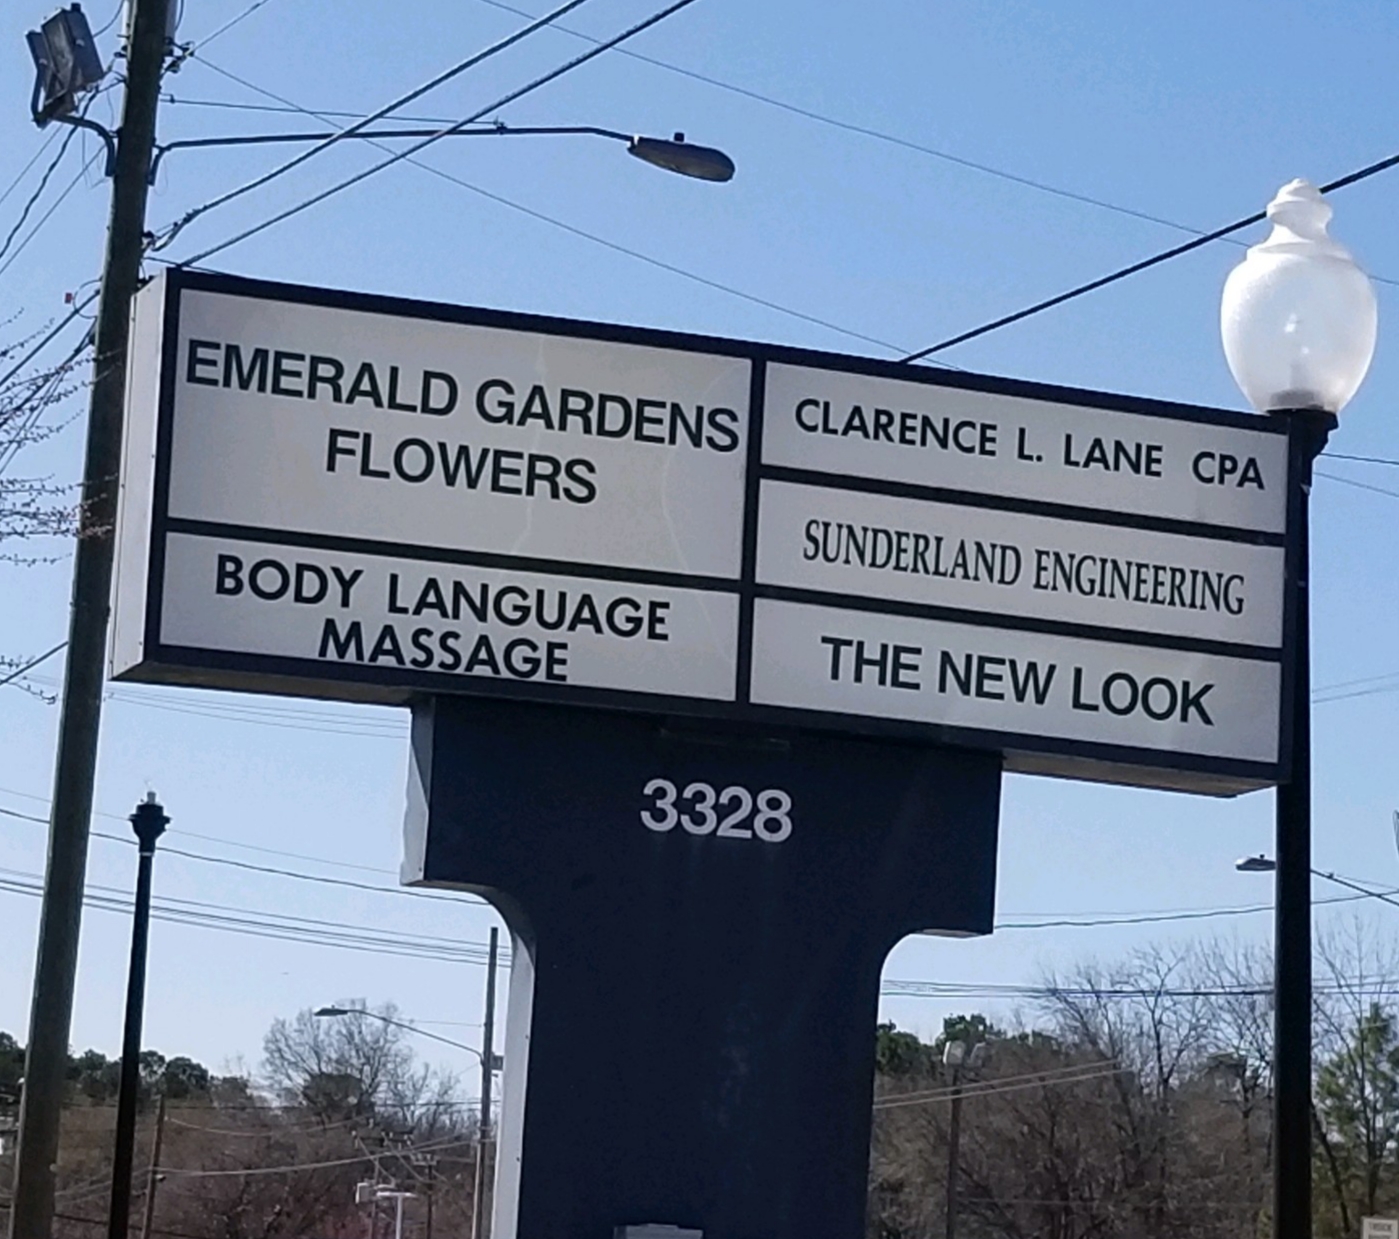 EMERALD GARDENS
FLOWERS
BODY LANGUAGE
MASSAGE
CLARENCE L. LANE CPA
SUNDERLAND ENGINEERING
THE NEW LOOK
3328